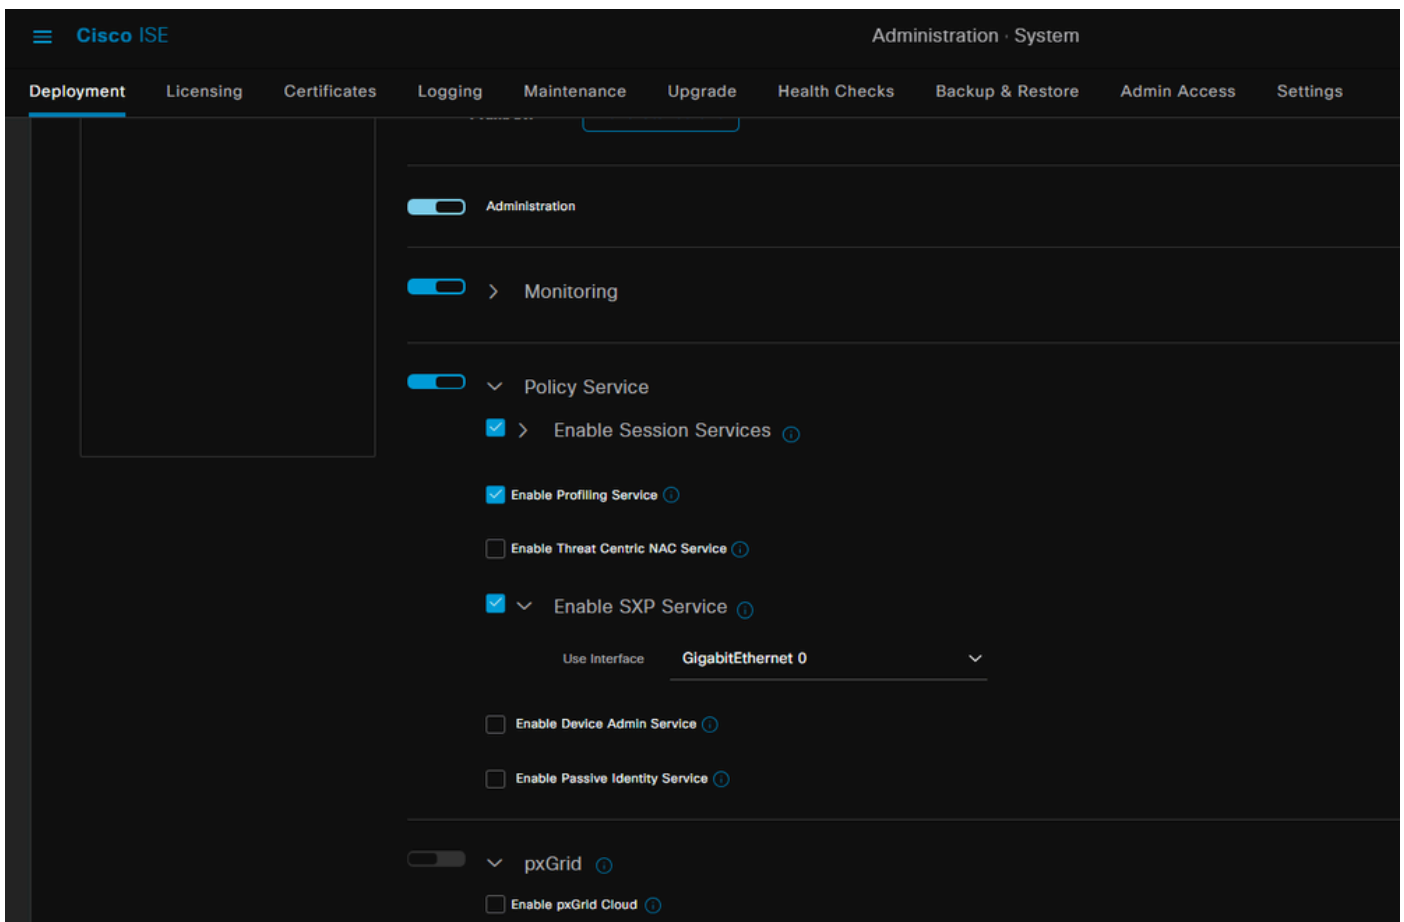 Cisco ISE
Administration · System
Deployment Licensing Certificates Logging Maintenance Upgrade Health Checks Backup & Restore Admin Access Settings
Administration
Monitoring
Policy Service
Enable Session Services
Enable Profiling Service
Enable Threat Centric NAC Service
Enable SXP Service
Use Interface GigabitEthernet 0
Enable Device Admin Service
Enable Passive Identity Service
pxGrid
Enable pxGrid Cloud